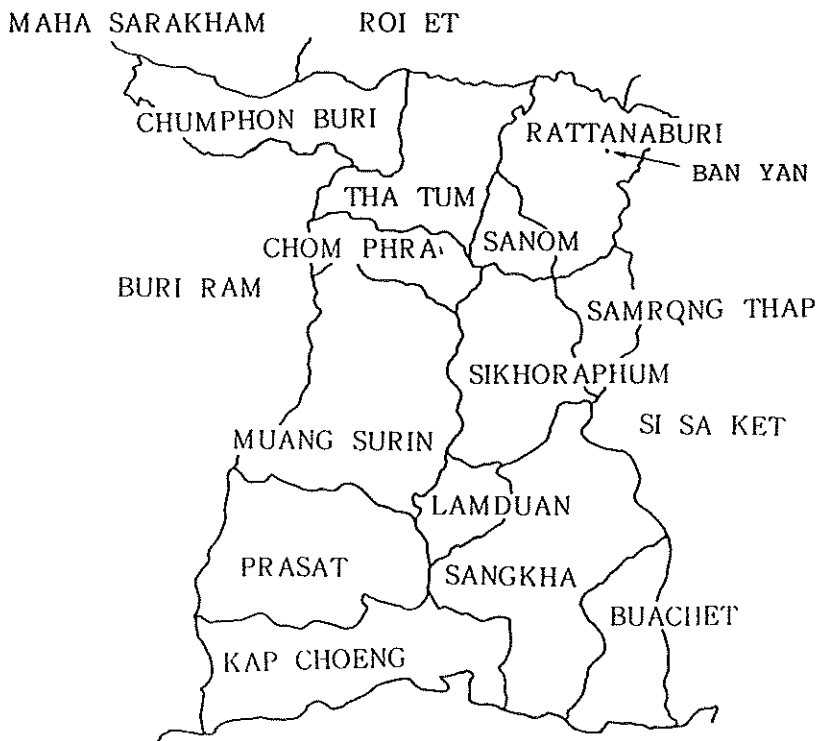 MAHA SARAKHAM
ROI ET
CHUMPHON BURI
RATTANABURI
BAN YAN
THA TUM
CHOM PHRA
SANOM
BURI RAM
SAMRQNG THAP
SIKHORAPHUM
MUANG SURIN
SI SA KET
LAMDUAN
PRASAT
SANGKHA
BUACHET
KAP CHOENG